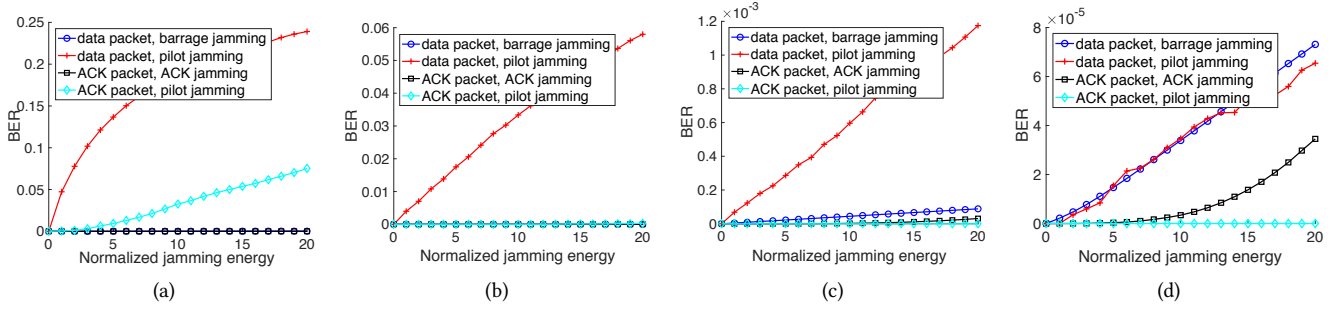 0.25
0.2
0.15
0.1
0.05
0
BER
data packet, barrage jamming
data packet, pilot jamming
ACK packet, ACK jamming
ACK packet, pilot jamming
0 5 10 15 20
Normalized jamming energy
(a)
0.06
0.05
0.04
0.03
0.02
0.01
0
BER
data packet, barrage jamming
data packet, pilot jamming
ACK packet, ACK jamming
ACK packet, pilot jamming
0 5 10 15 20
Normalized jamming energy
(b)
×10⁻³
1.2
1
0.8
0.6
0.4
0.2
0
BER
data packet, barrage jamming
data packet, pilot jamming
ACK packet, ACK jamming
ACK packet, pilot jamming
0 5 10 15 20
Normalized jamming energy
(c)
×10⁻⁵
8
6
4
2
0
BER
data packet, barrage jamming
data packet, pilot jamming
ACK packet, ACK jamming
ACK packet, pilot jamming
0 5 10 15 20
Normalized jamming energy
(d)